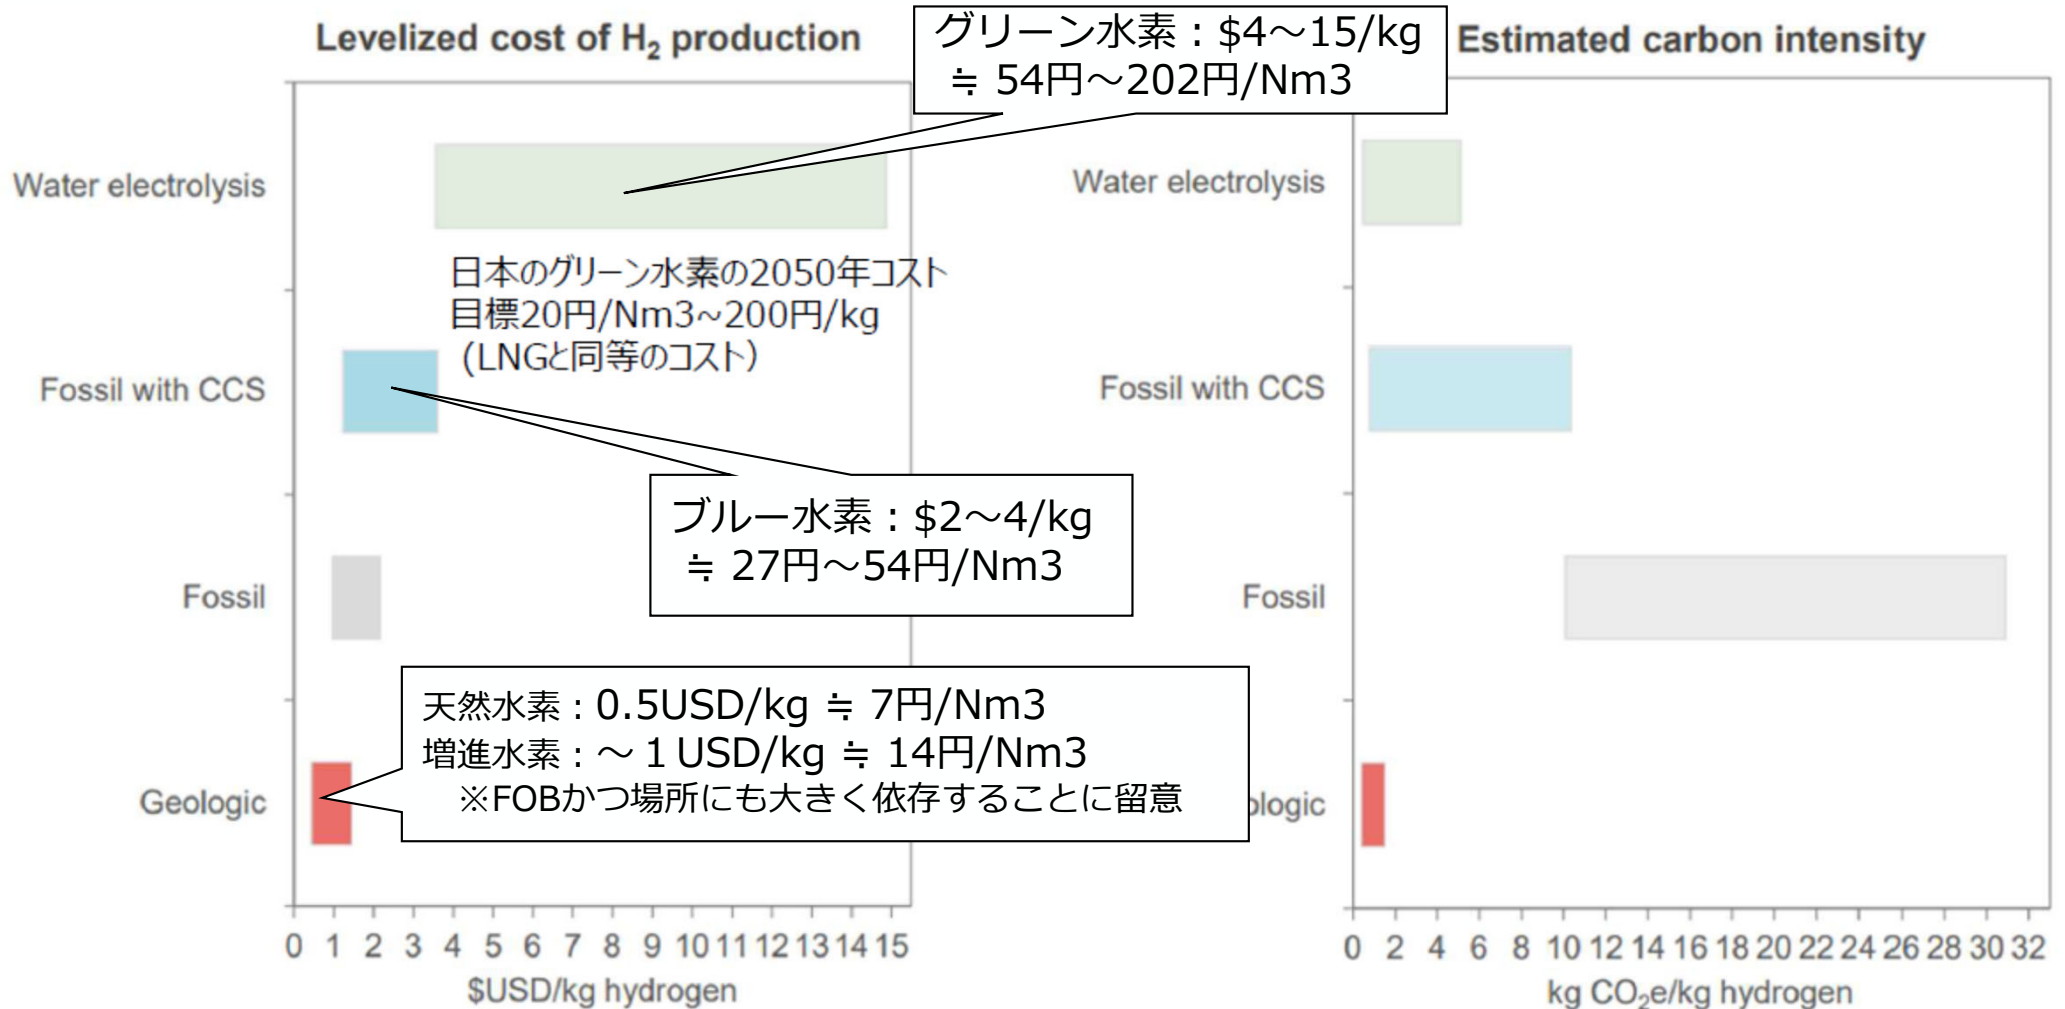 Levelized cost of H₂ production
グリーン水素：$4～15/kg
≒ 54円～202円/Nm3
Estimated carbon intensity
Water electrolysis
日本のグリーン水素の2050年コスト
目標20円/Nm3~200円/kg
(LNGと同等のコスト）
Fossil with CCS
ブルー水素：$2～4/kg
≒ 27円～54円/Nm3
Fossil
天然水素：0.5USD/kg ≒ 7円/Nm3
増進水素：～１USD/kg ≒ 14円/Nm3
※FOBかつ場所にも大きく依存することに留意
Geologic
0 1 2 3 4 5 6 7 8 9 10 11 12 13 14 15
$USD/kg hydrogen
Water electrolysis
Fossil with CCS
Fossil
ologic
0 2 4 6 8 10 12 14 16 18 20 22 24 26 28 30 32
kg CO₂e/kg hydrogen